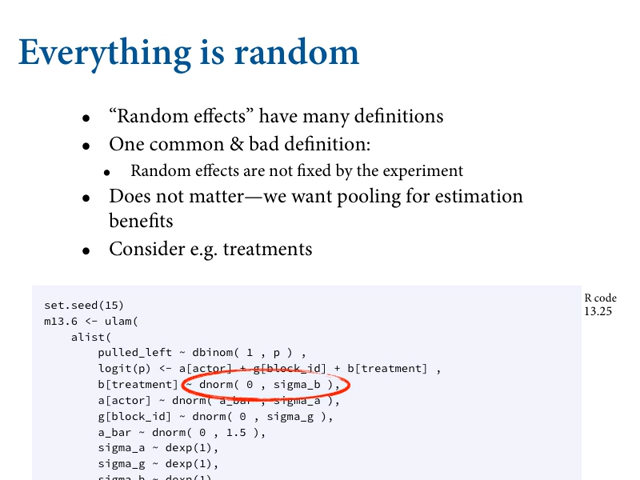 Everything is random
• “Random effects” have many definitions
• One common & bad definition:
• Random effects are not fixed by the experiment
• Does not matter—we want pooling for estimation
benefits
• Consider e.g. treatments
R code
13.25
set.seed(15)
m13.6 <- ulam(
alist(
pulled_left ~ dbinom( 1 , p ) ,
logit(p) <- a[actor] + g[block_id] + b[treatment] ,
b[treatment] ~ dnorm( 0 , sigma_b ),
a[actor] ~ dnorm( a_bar , sigma_a ),
g[block_id] ~ dnorm( 0 , sigma_g ),
a_bar ~ dnorm( 0 , 1.5 ),
sigma_a ~ dexp(1),
sigma_g ~ dexp(1),